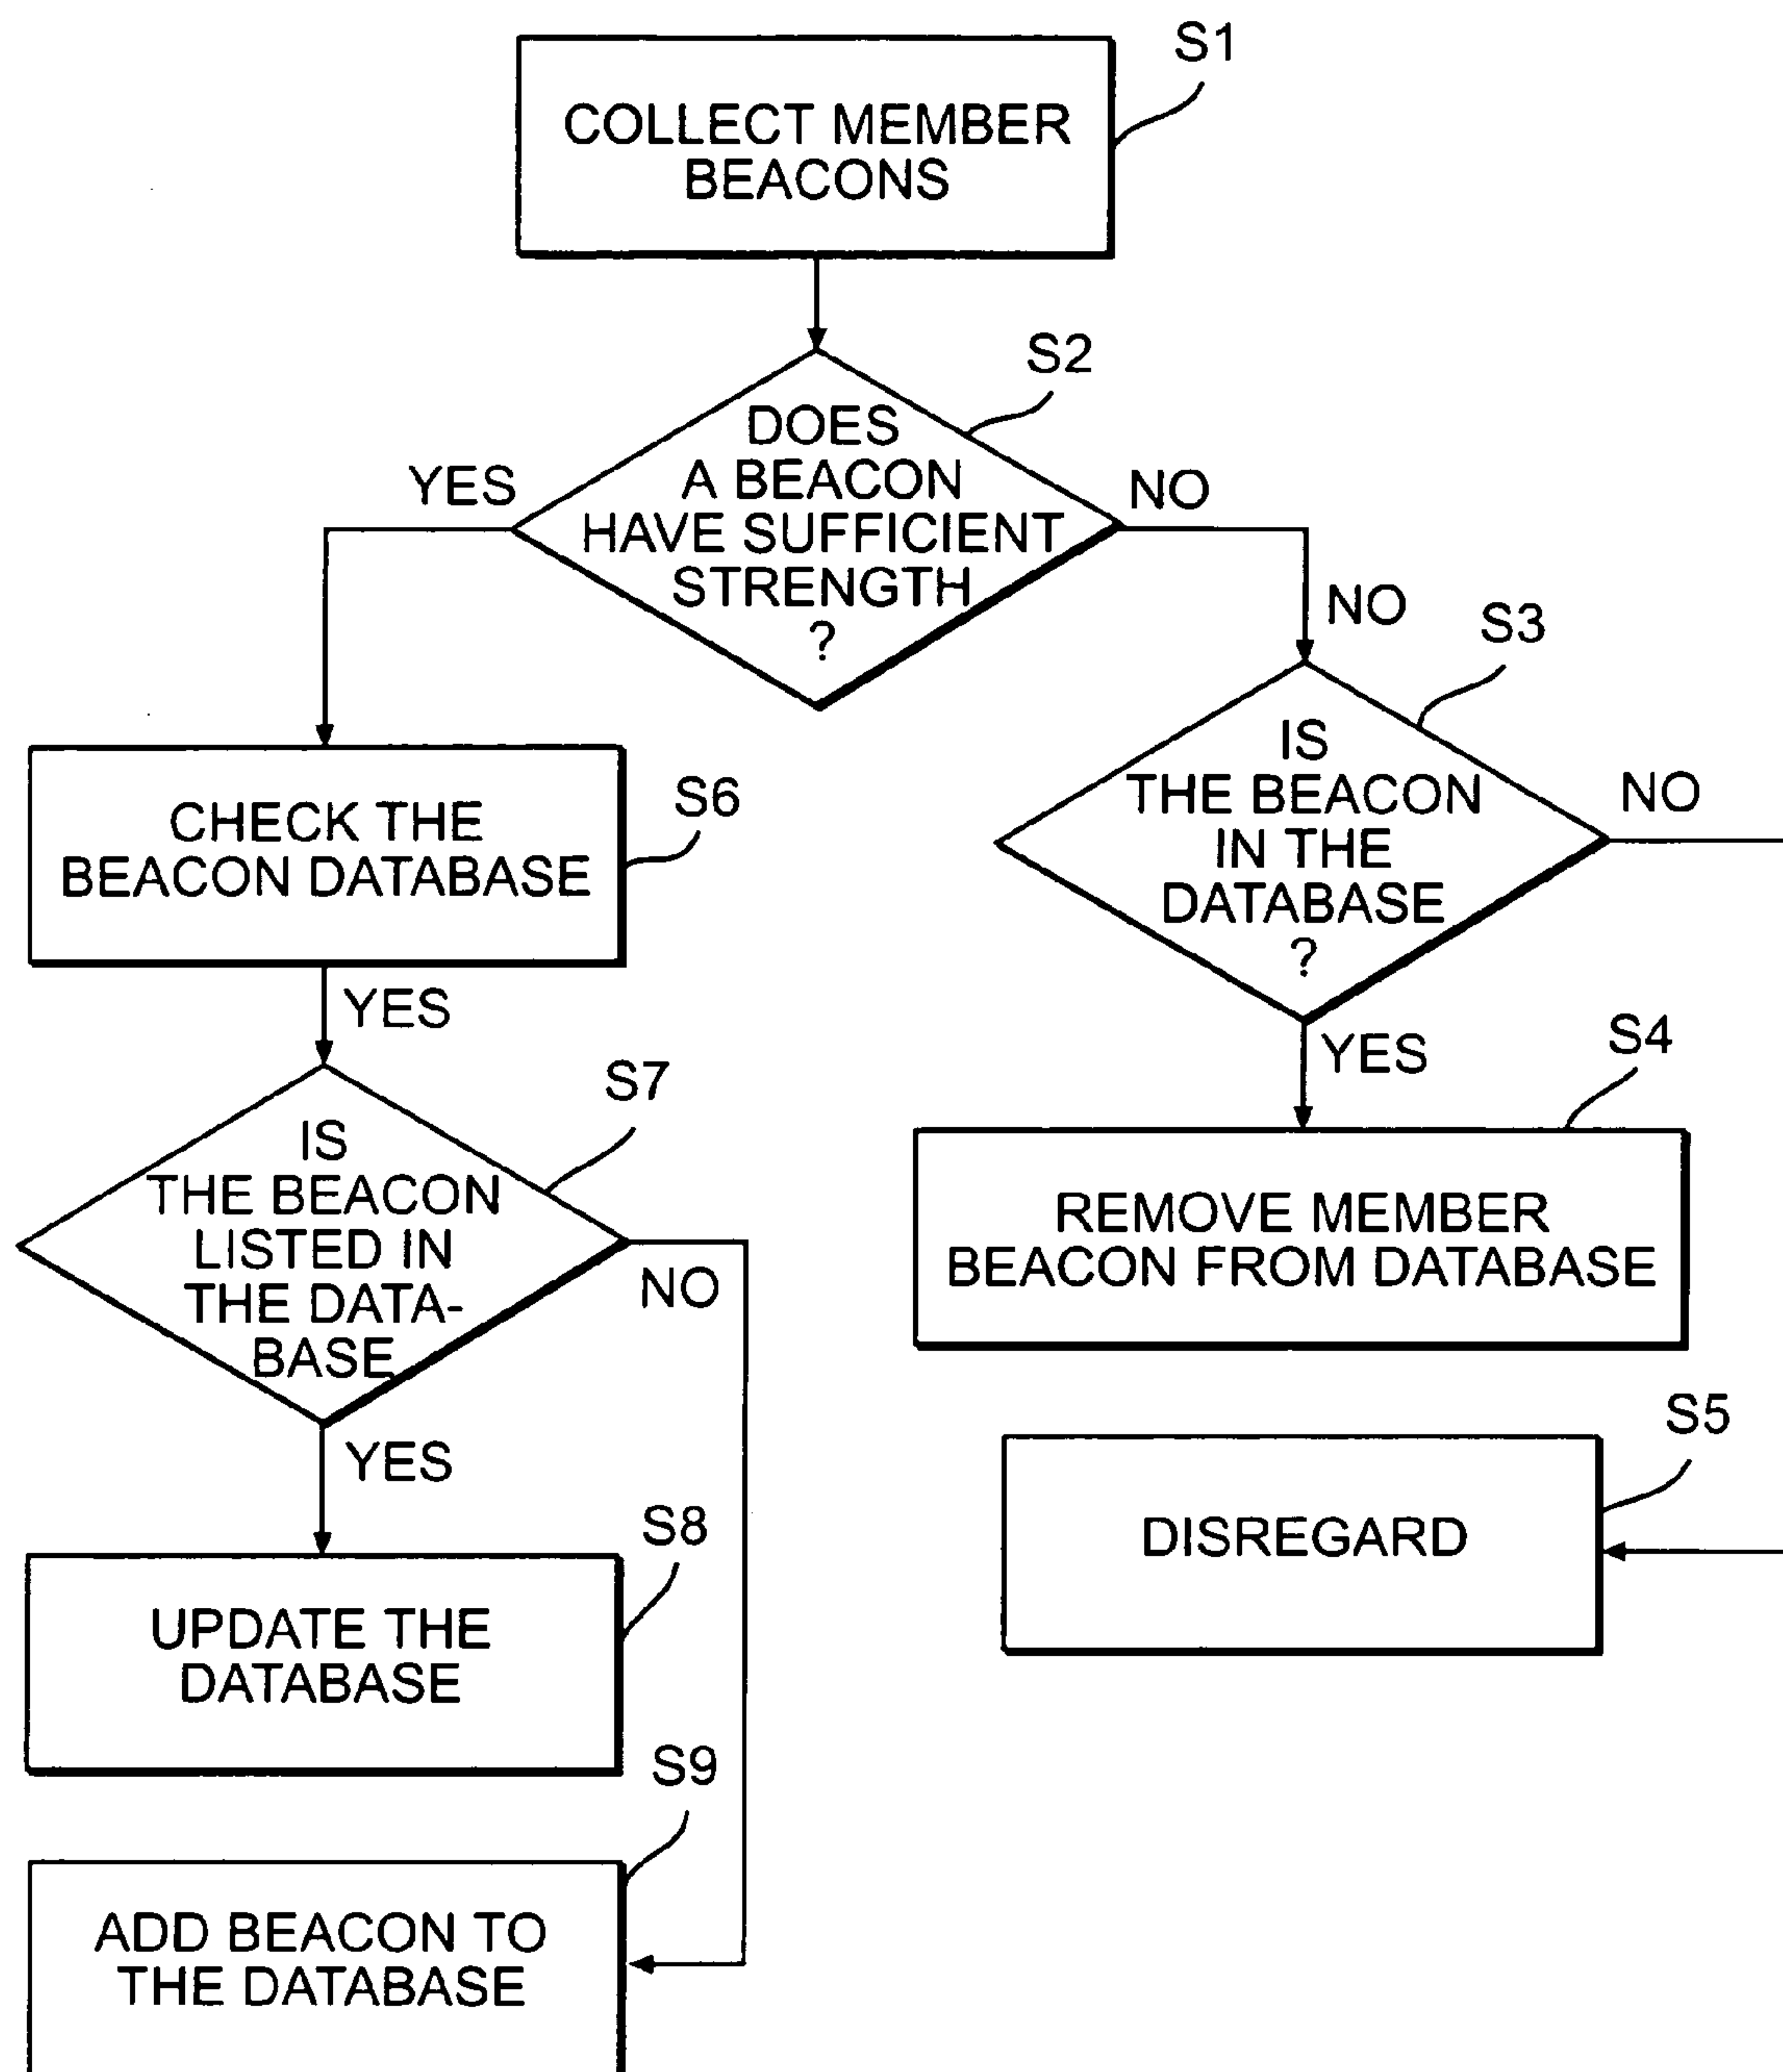 S1
COLLECT MEMBER
BEACONS
S2
DOES
A BEACON
HAVE SUFFICIENT
STRENGTH
?
YES
NO
NO
S3
IS
THE BEACON
IN THE
DATABASE
?
NO
YES
S4
REMOVE MEMBER
BEACON FROM DATABASE
S5
DISREGARD
S6
CHECK THE
BEACON DATABASE
YES
S7
IS
THE BEACON
LISTED IN
THE DATA-
BASE
NO
YES
S8
UPDATE THE
DATABASE
S9
ADD BEACON TO
THE DATABASE